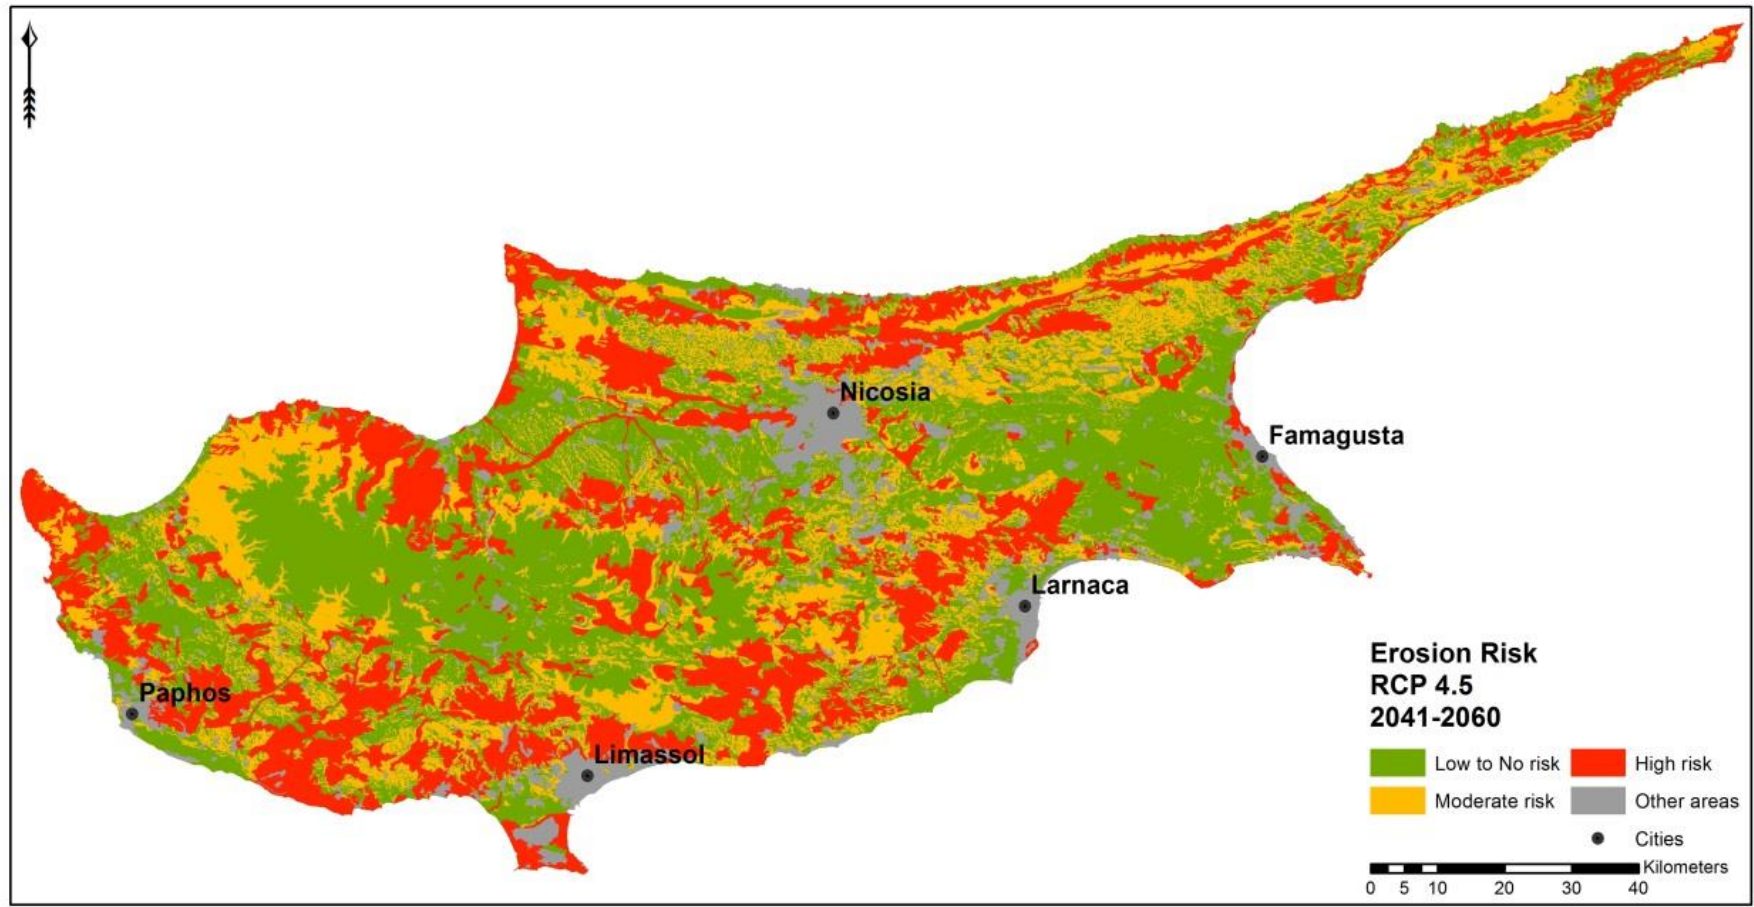 Nicosia
Famagusta
Larnaca
Paphos
Limassol
Erosion Risk
RCP 4.5
2041-2060
Low to No risk
High risk
Moderate risk
Other areas
Cities
Kilometers
0 5 10 20 30 40